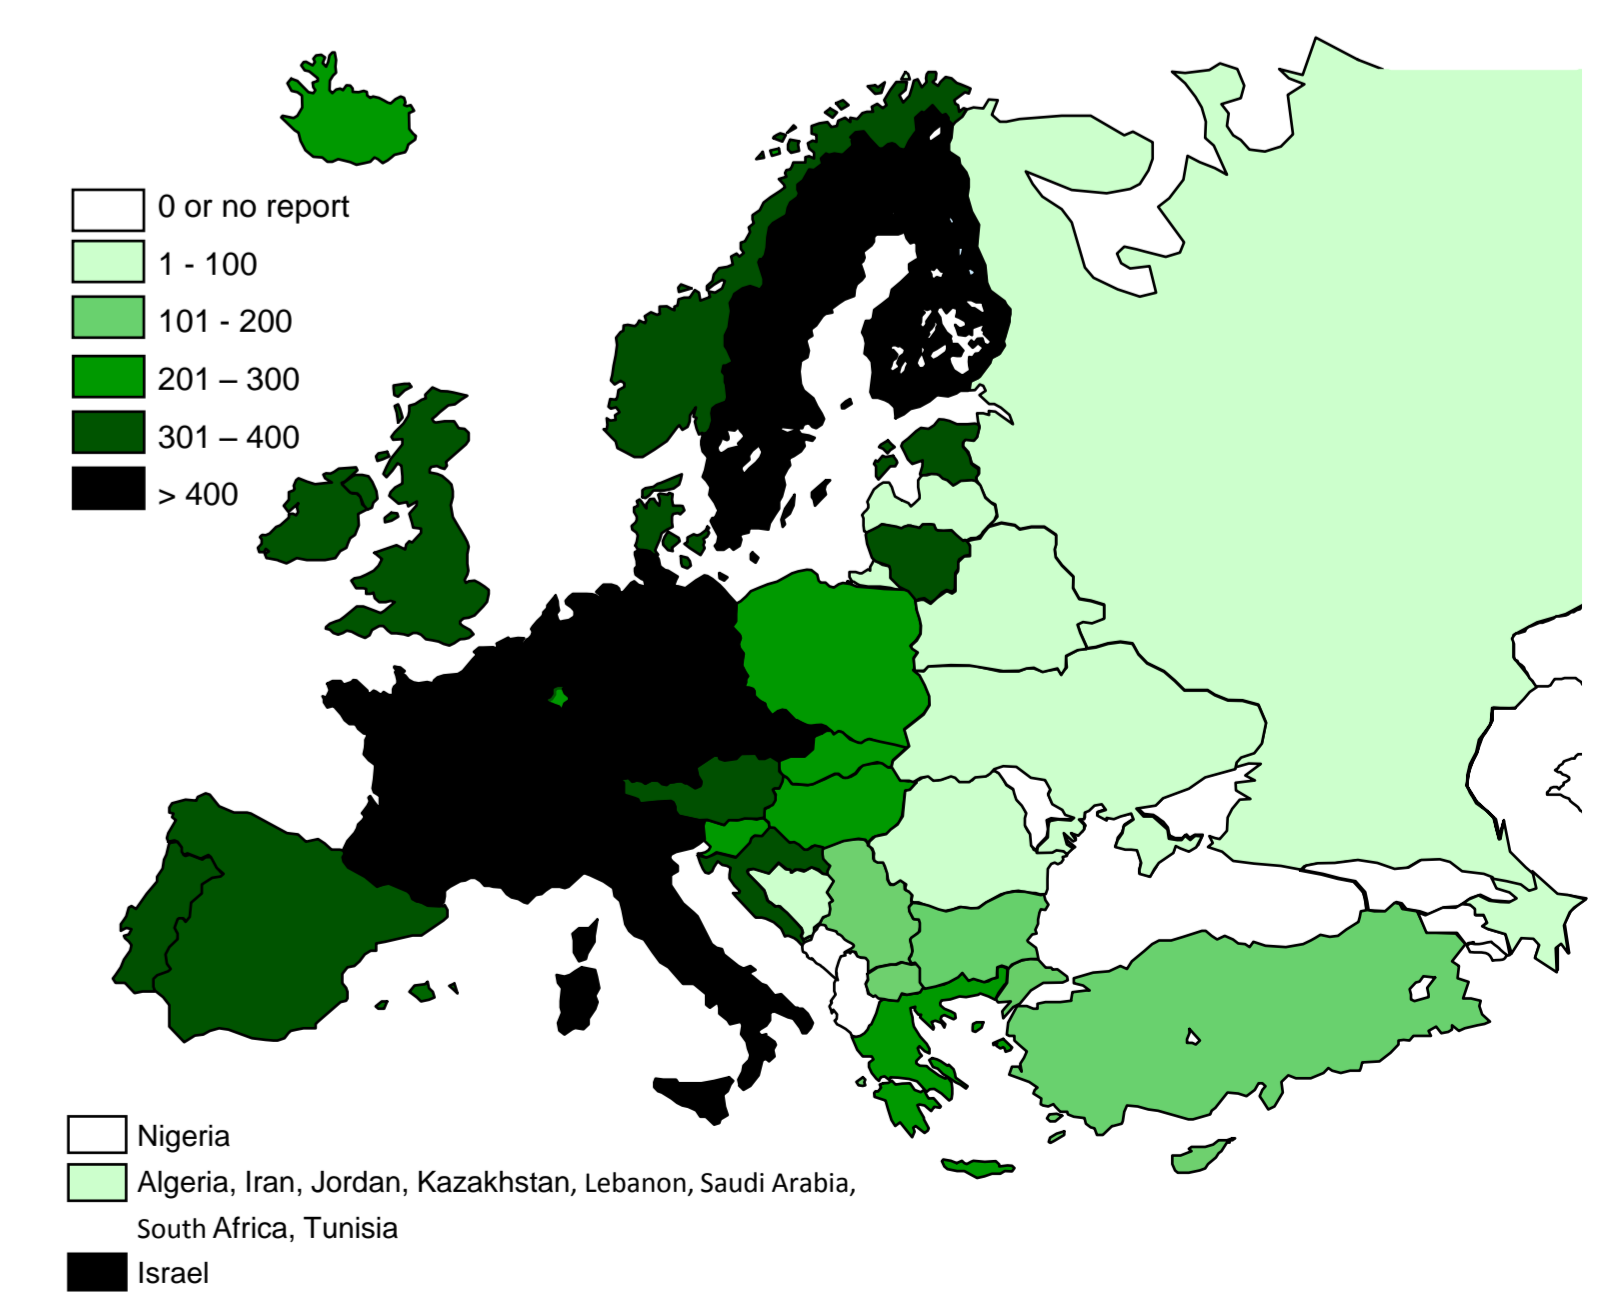 0 or no report
1 - 100
101 - 200
201 – 300
301 – 400
> 400
Nigeria
Algeria, Iran, Jordan, Kazakhstan, Lebanon, Saudi Arabia,
South Africa, Tunisia
Israel